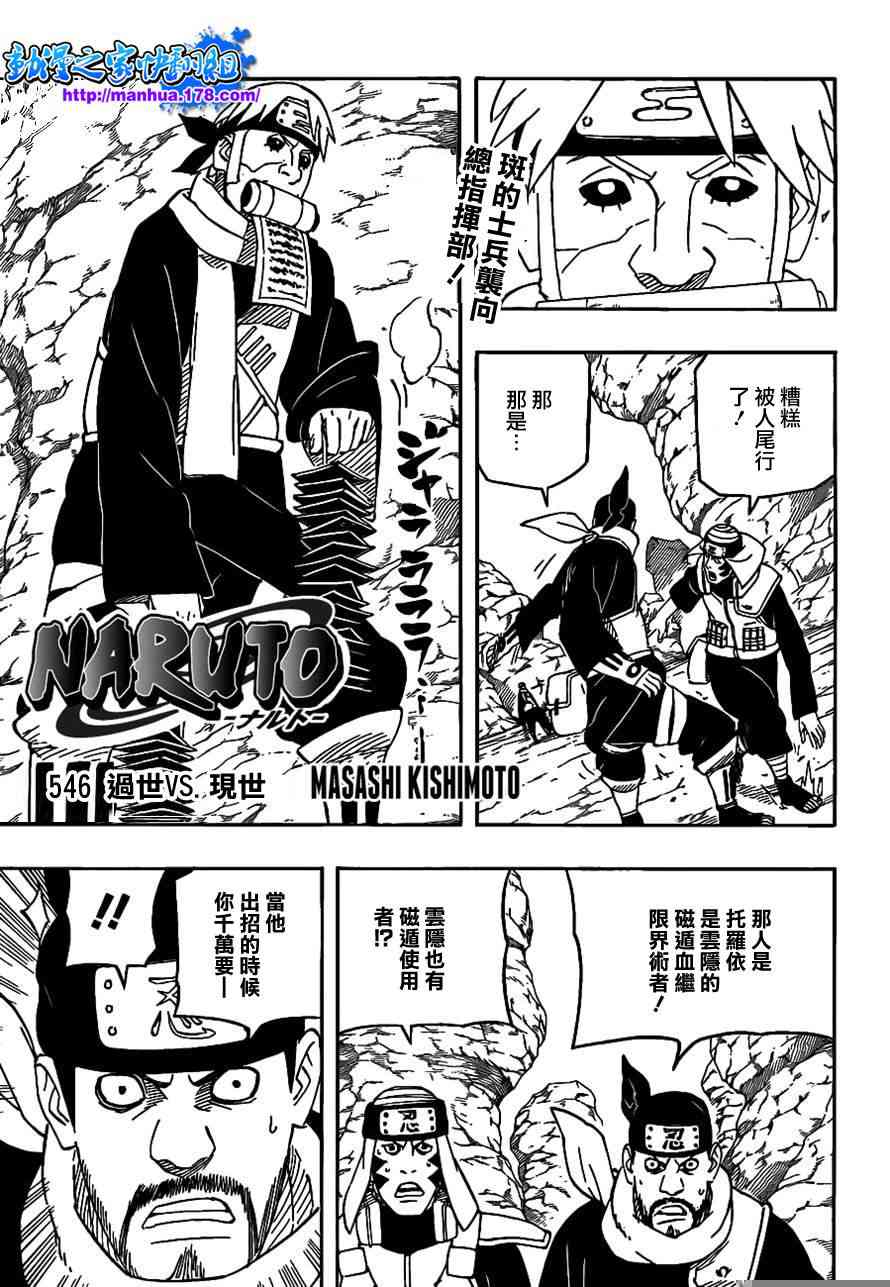 動漫之家快翻組
http://manhua.178.com/
斑的士兵襲向
總指揮部！
糟糕
被人尾行
了！
那
那是…
ジャラララララ
NARUTO
-ナルト-
546 過世VS.現世
MASASHI KISHIMOTO
那人是
托羅依
是雲隱的
磁遁血繼
限界術者！
雲隱也有
磁遁使用
者!?
當他
出招的時候
你千萬要—
!!
忍
忍